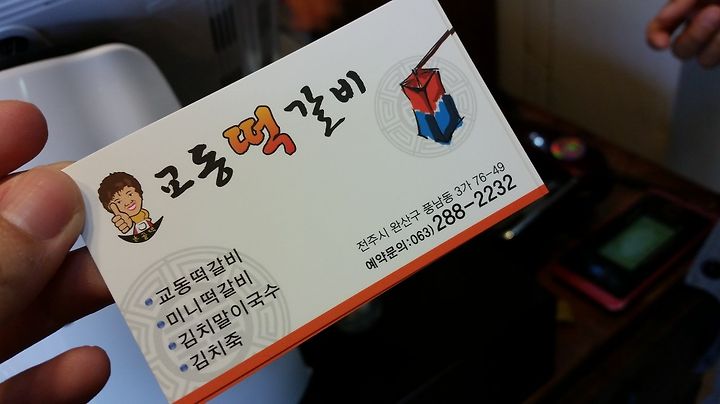 교동떡갈비
전주시 완산구 풍남동 3가 76-49
예약문의:063) 288-2232
교동떡갈비
미니떡갈비
김치말이국수
김치죽